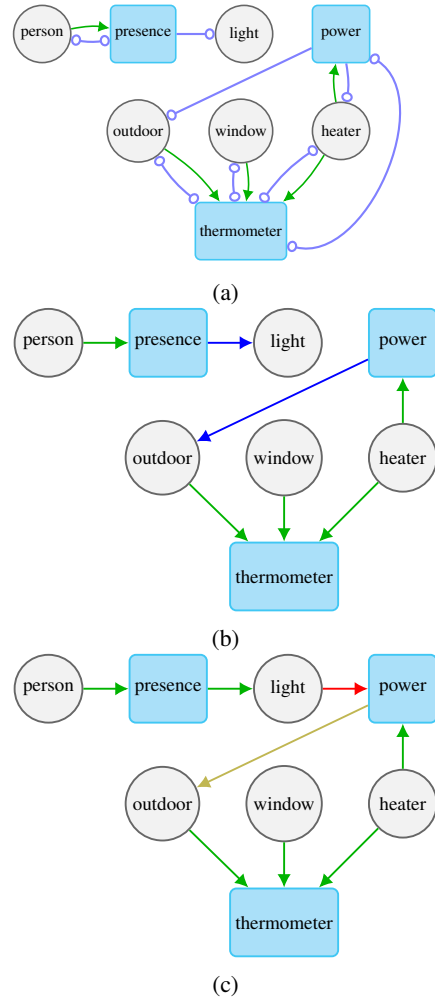 person
presence
light
power
outdoor
window
heater
thermometer
(a)
person
presence
light
power
outdoor
window
heater
thermometer
(b)
person
presence
light
power
outdoor
window
heater
thermometer
(c)